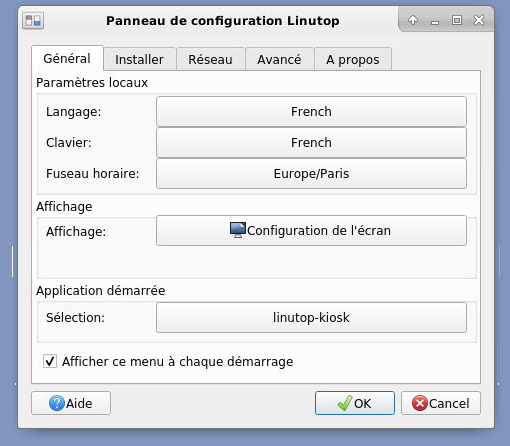 Panneau de configuration Linutop
Général Installer Réseau Avancé A propos
Paramètres locaux
Langage: French
Clavier: French
Fuseau horaire: Europe/Paris
Affichage
Affichage: Configuration de l'écran
Application démarrée
Sélection: linutop-kiosk
Afficher ce menu à chaque démarrage
Aide OK Cancel